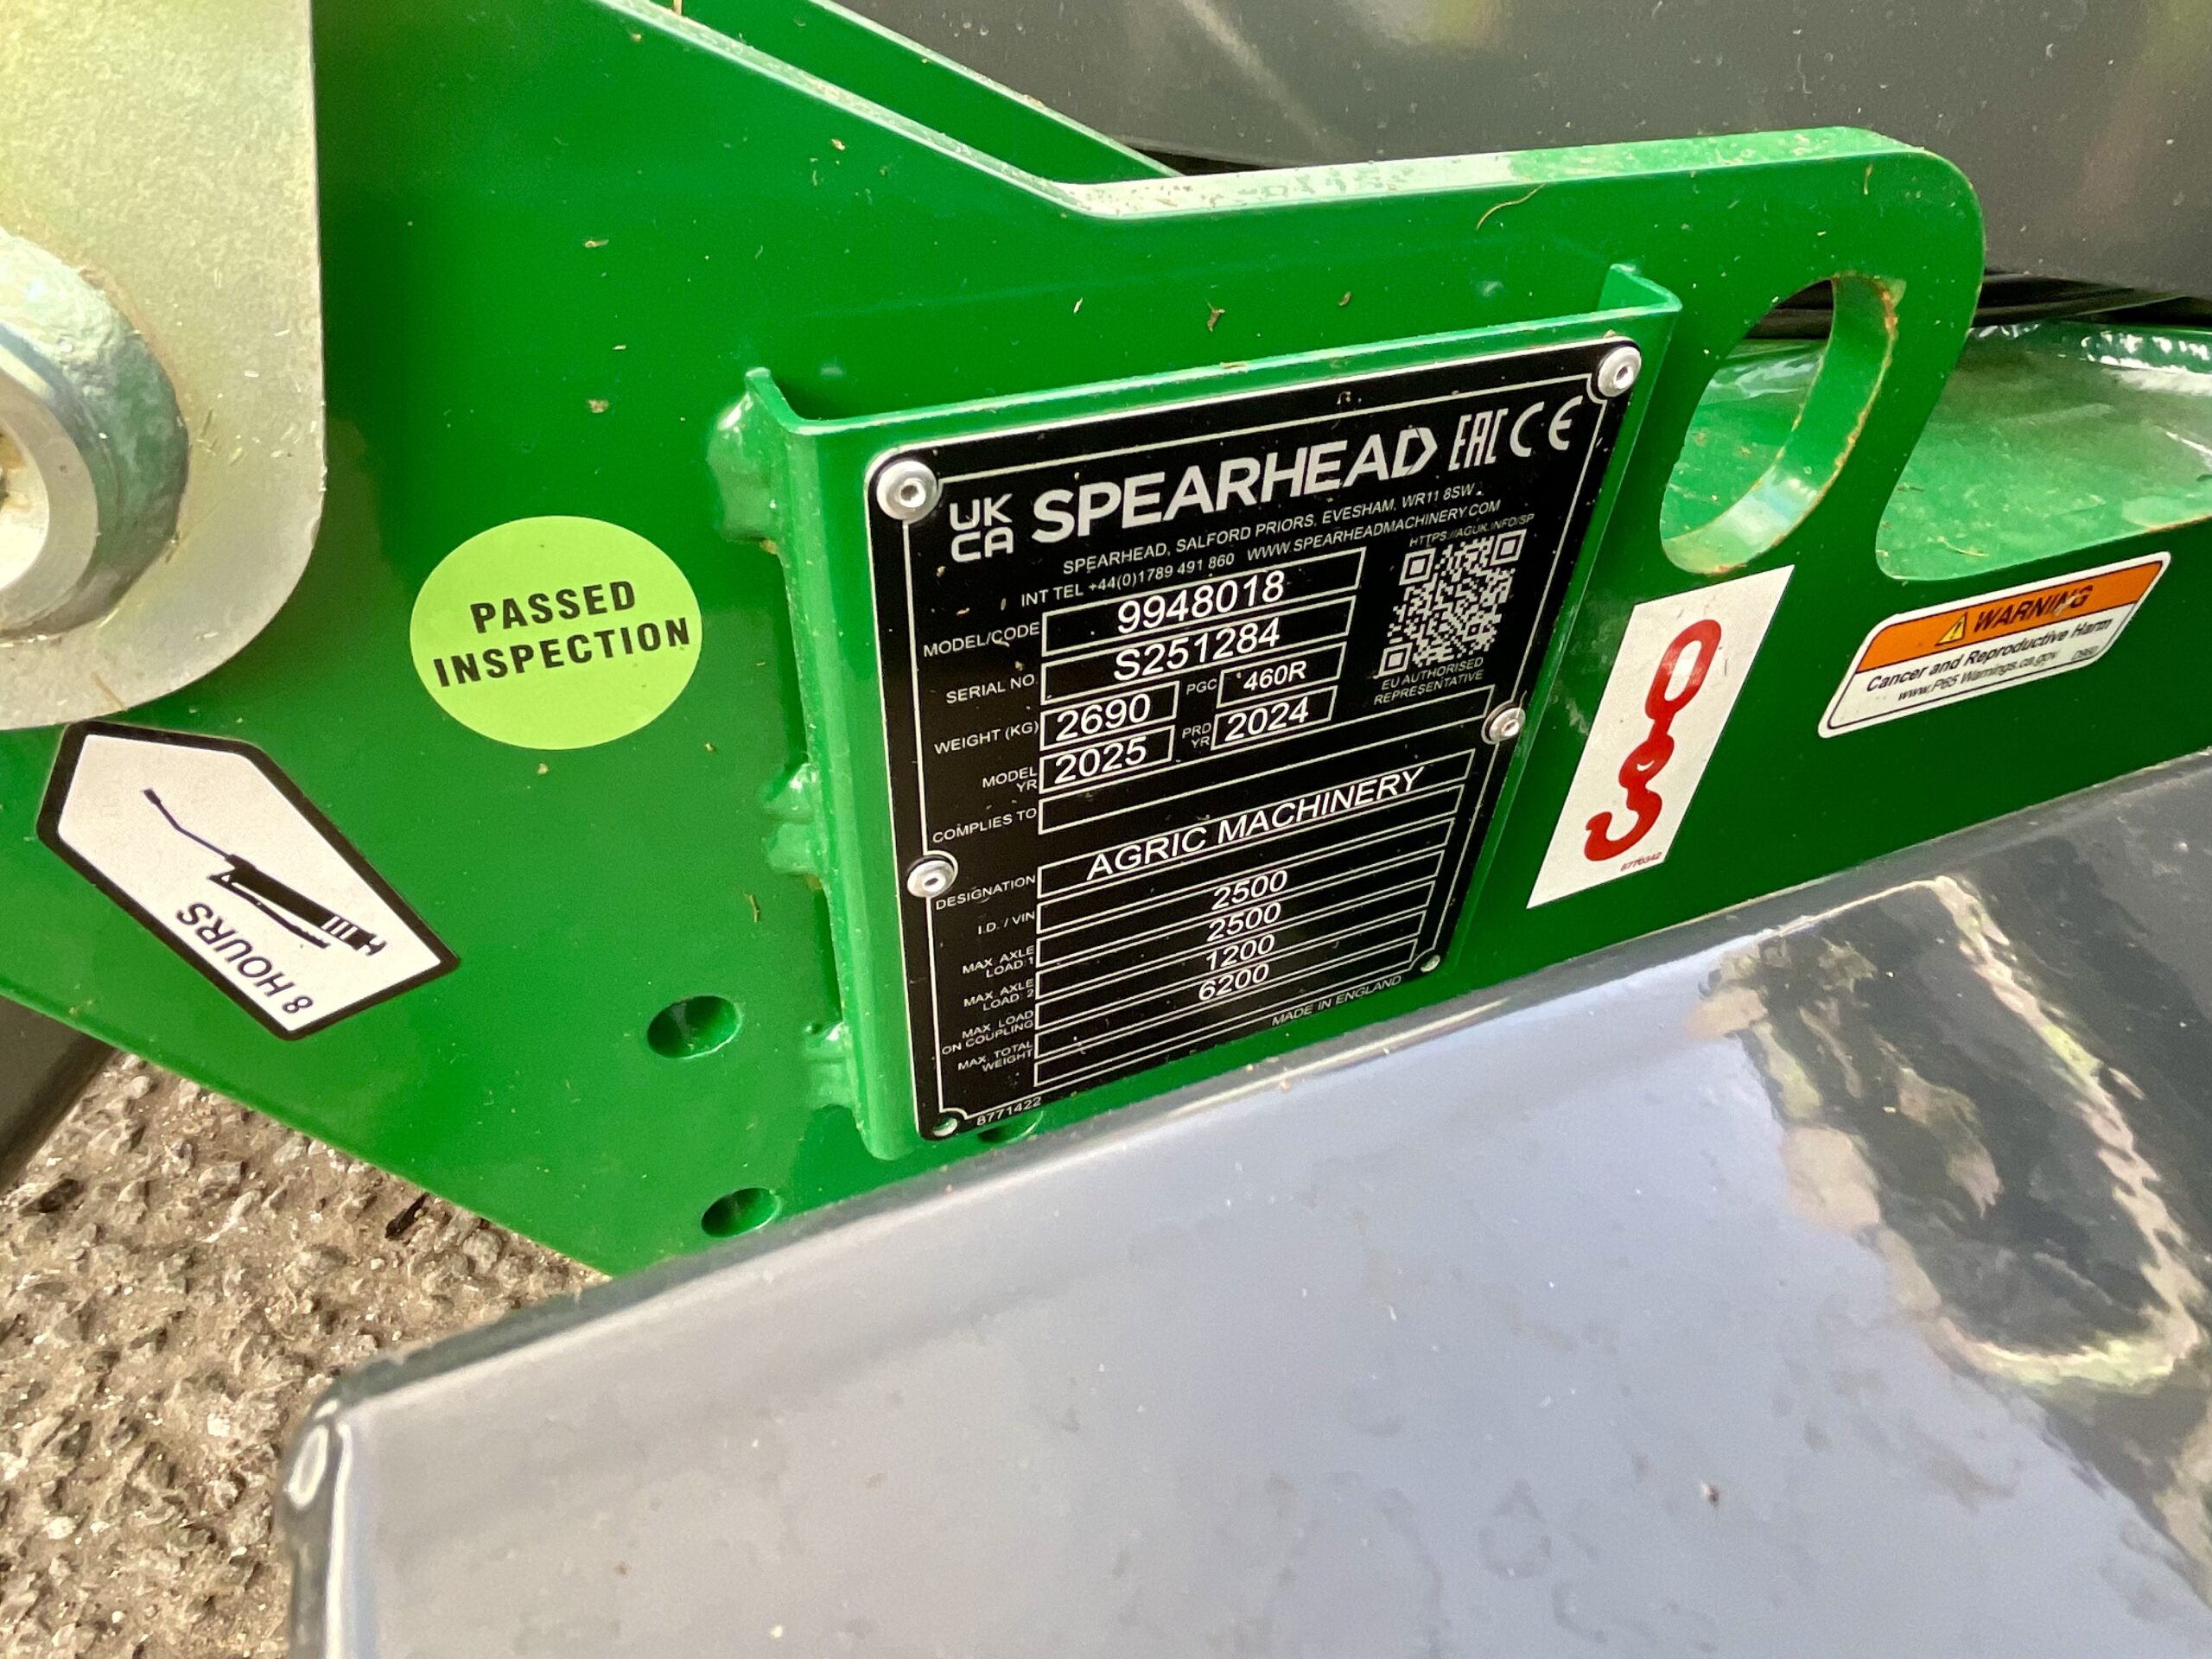 UK
CA
SPEARHEAD EAC CE
SPEARHEAD, SALFORD PRIORS, EVESHAM, WR11 8SW.
INT TEL +44(0)1789 491 860 WWW.SPEARHEADMACHINERY.COM
HTTPS://AGUK.INFO/SP
MODEL/CODE 9948018
SERIAL NO. S251284
EU AUTHORISED
REPRESENTATIVE
WEIGHT (KG) 2690 PGC 460R
MODEL YR 2025 PRD YR 2024
COMPLIES TO
DESIGNATION AGRIC MACHINERY
I.D. / VIN
MAX. AXLE LOAD: 1 2500
MAX. AXLE LOAD: 2 2500
MAX. LOAD ON COUPLING 1200
MAX. TOTAL WEIGHT 6200
MADE IN ENGLAND
8771422
PASSED
INSPECTION
8 HOURS
8770342
WARNING
Cancer and Reproductive Harm
www.P65 Warnings.ca.gov